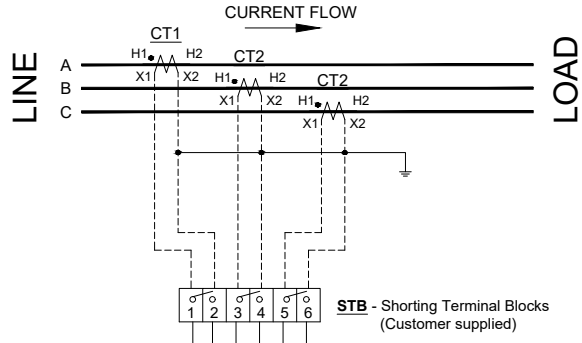 CURRENT FLOW
CT1
H1 H2
CT2
A
X1 X2
H1 H2
CT2
B
X1 X2
H1 H2
C
X1 X2
LINE
LOAD
1 2 3 4 5 6
STB - Shorting Terminal Blocks
(Customer supplied)